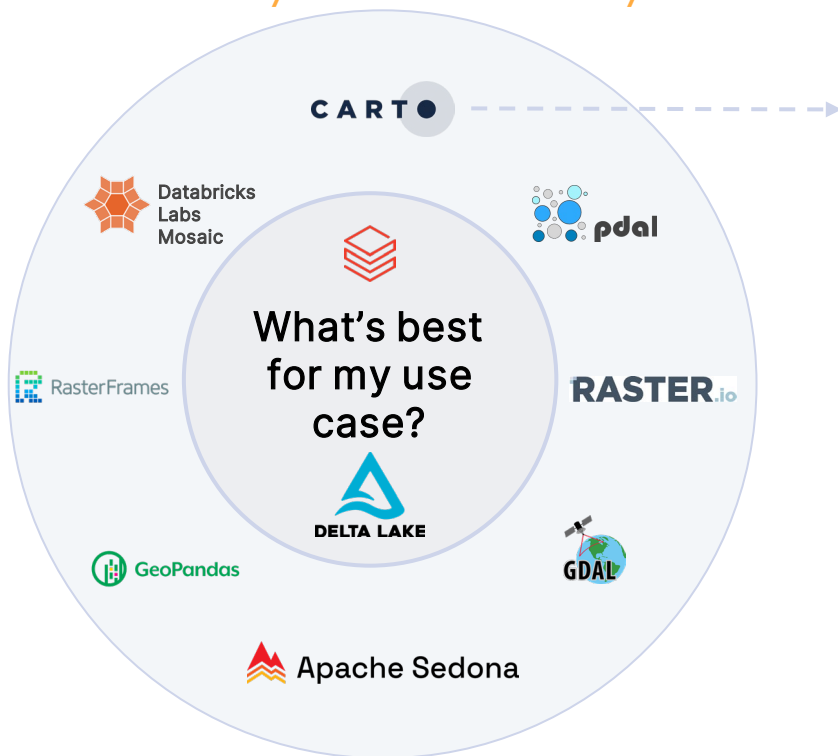 CARTO
Databricks
Labs
Mosaic
pdal
What's best
for my use
case?
RasterFrames
RASTER.io
DELTA LAKE
GeoPandas
GDAL
Apache Sedona